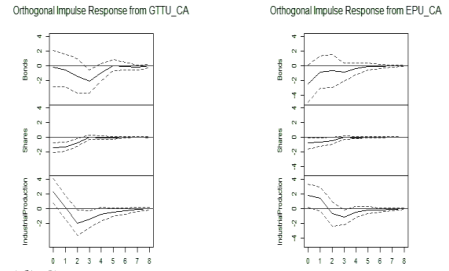 Orthogonal Impulse Response from GTTU_CA
Orthogonal Impulse Response from EPU_CA
Bonds
-2 0 2 4
Shares
-4 -2 0 2 4
IndustrialProduction
-2 0 2 4
0 1 2 3 4 5 6 7 8
Bonds
-4 -2 0 2 4
Shares
-4 -2 0 2 4
IndustrialProduction
-4 -2 0 2 4
0 1 2 3 4 5 6 7 8